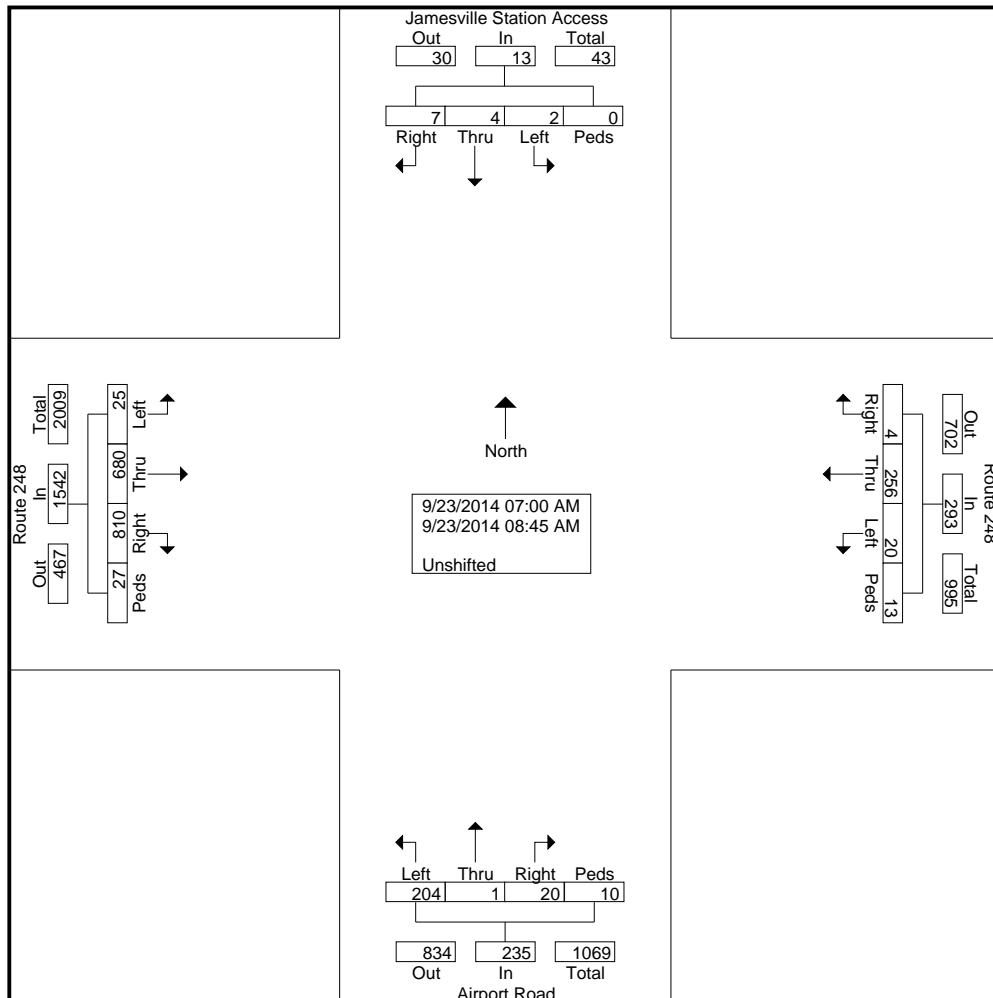 Jamesville Station Access
Out In Total
30 13 43
7 4 2 0
Right Thru Left Peds
Route 248
Total In Out
2009 1542 467
25 680 810 27
Left Thru Right Peds
North
9/23/2014 07:00 AM
9/23/2014 08:45 AM
Unshifted
Right Thru Left Peds
4 256 20 13
702 293 995
Out In Total
Route 248
Left Thru Right Peds
204 1 20 10
834 235 1069
Out In Total
Airport Road